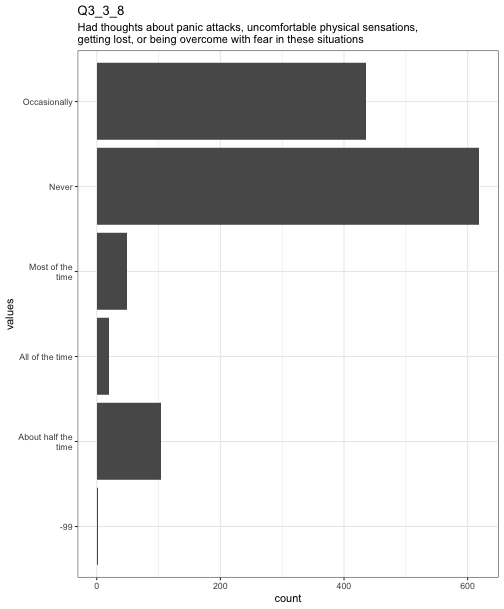 Q3_3_8
Had thoughts about panic attacks, uncomfortable physical sensations,
getting lost, or being overcome with fear in these situations
Occasionally
Never
Most of the
time
All of the time
About half the
time
-99
values
0
200
400
600
count